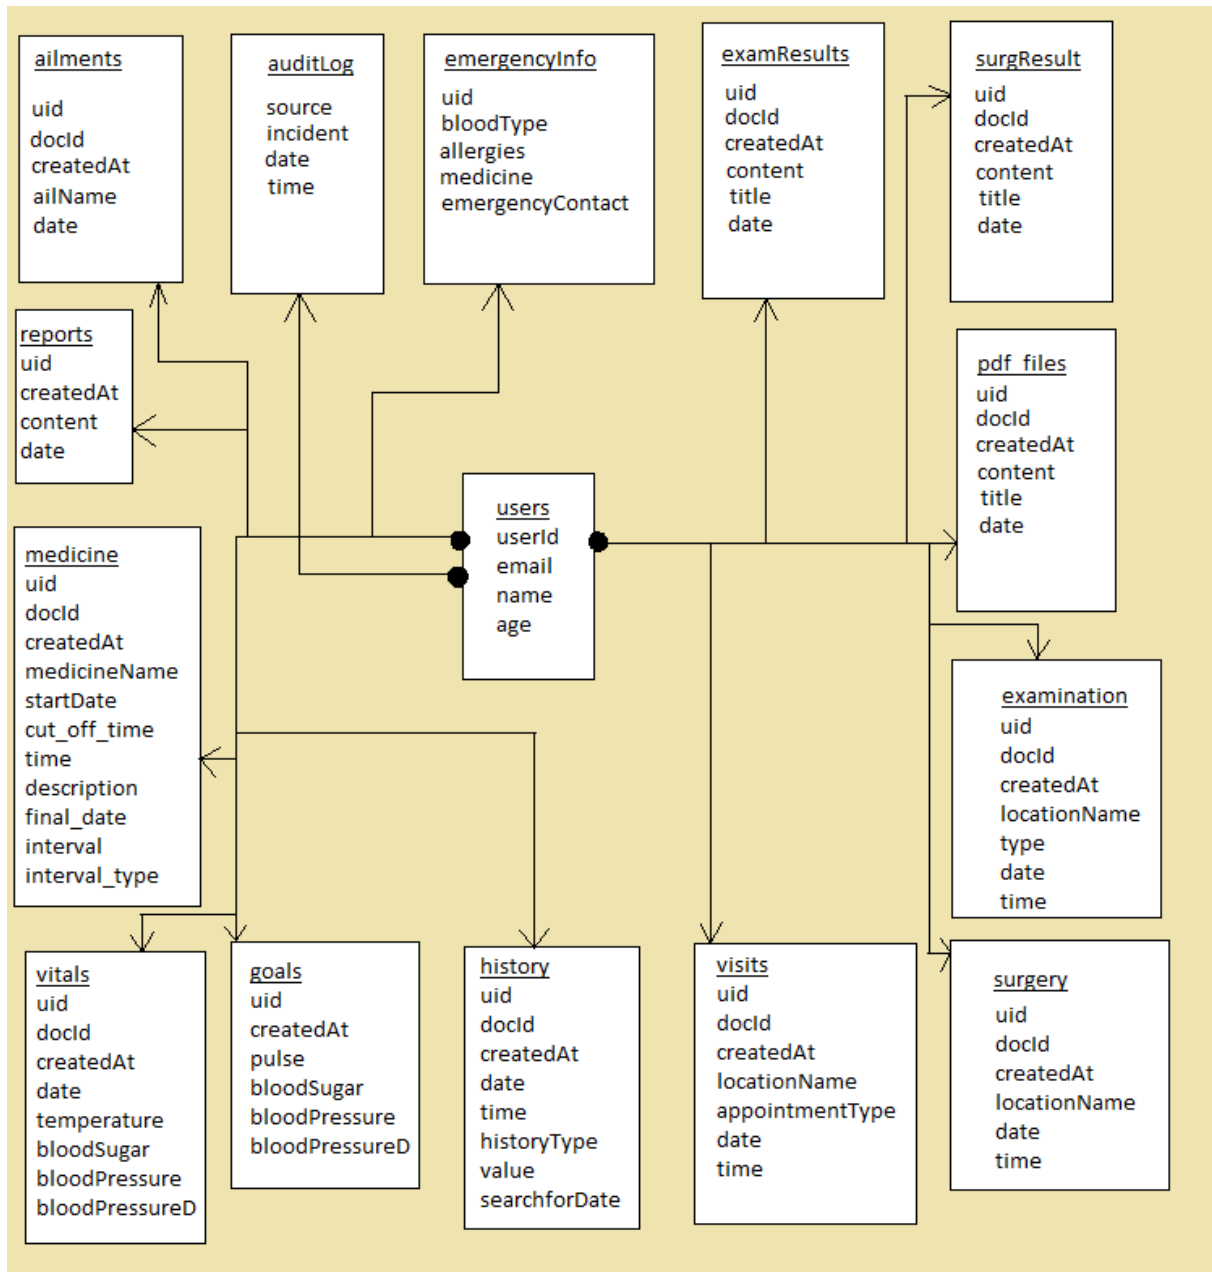 ailments
uid
docId
createdAt
ailName
date
auditLog
source
incident
date
time
emergencyInfo
uid
bloodType
allergies
medicine
emergencyContact
examResults
uid
docId
createdAt
content
title
date
surgResult
uid
docId
createdAt
content
title
date
reports
uid
createdAt
content
date
pdf_files
uid
docId
createdAt
content
title
date
users
userId
email
name
age
medicine
uid
docId
createdAt
medicineName
startDate
cut_off_time
time
description
final_date
interval
interval_type
examination
uid
docId
createdAt
locationName
type
date
time
vitals
uid
docId
createdAt
date
temperature
bloodSugar
bloodPressure
bloodPressureD
goals
uid
createdAt
pulse
bloodSugar
bloodPressure
bloodPressureD
history
uid
docId
createdAt
date
time
historyType
value
searchforDate
visits
uid
docId
createdAt
locationName
appointmentType
date
time
surgery
uid
docId
createdAt
locationName
date
time